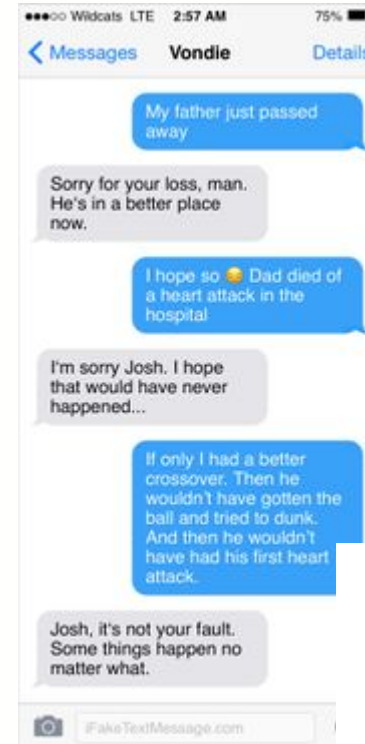 Wildcats LTE 2:57 AM 75%
Messages Vondie Details
My father just passed
away
Sorry for your loss, man.
He's in a better place
now.
I hope so 😔 Dad died of
a heart attack in the
hospital
I'm sorry Josh. I hope
that would have never
happened...
If only I had a better
crossover. Then he
wouldn't have gotten the
ball and tried to dunk.
And then he wouldn't
have had his first heart
attack.
Josh, it's not your fault.
Some things happen no
matter what.
iFakeTextMessage.com